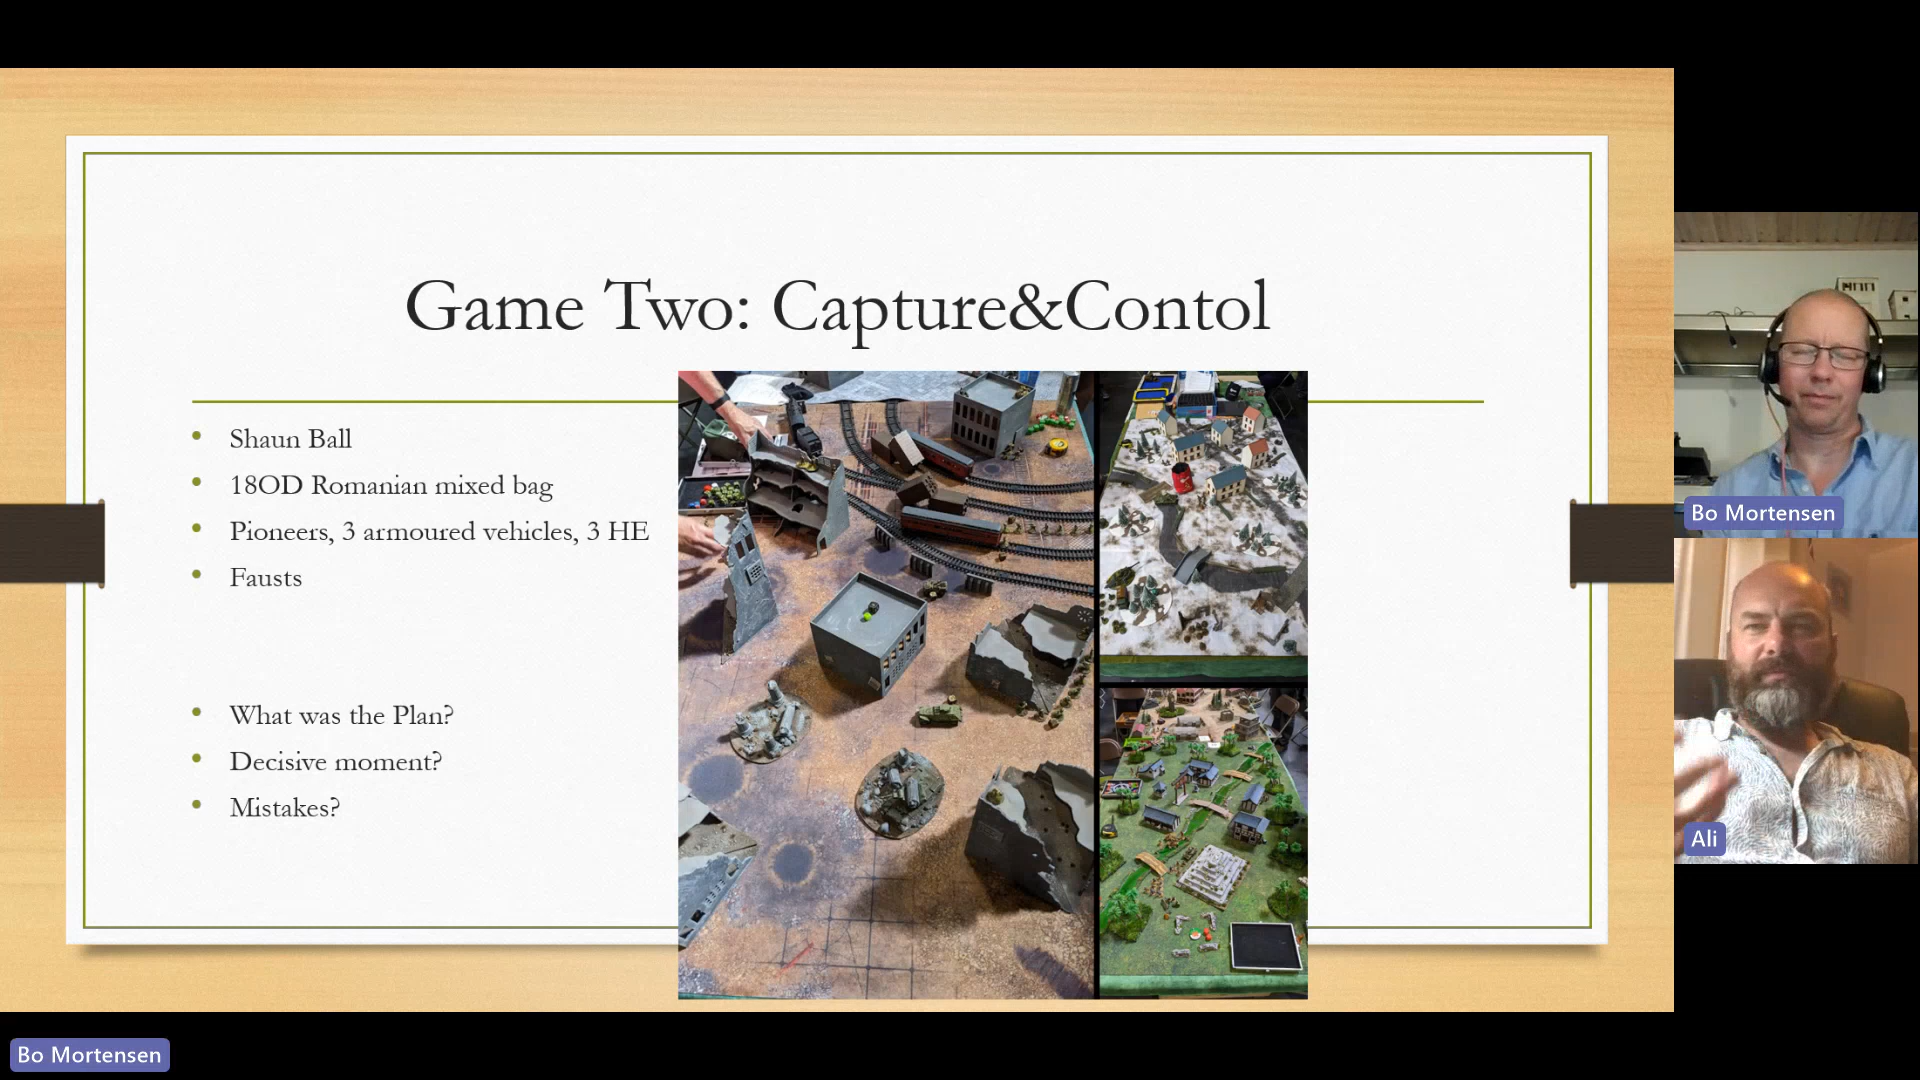 Game Two: Capture&Contol
Shaun Ball
18OD Romanian mixed bag
Pioneers, 3 armoured vehicles, 3 HE
Fausts
What was the Plan?
Decisive moment?
Mistakes?
Bo Mortensen
Ali
Bo Mortensen